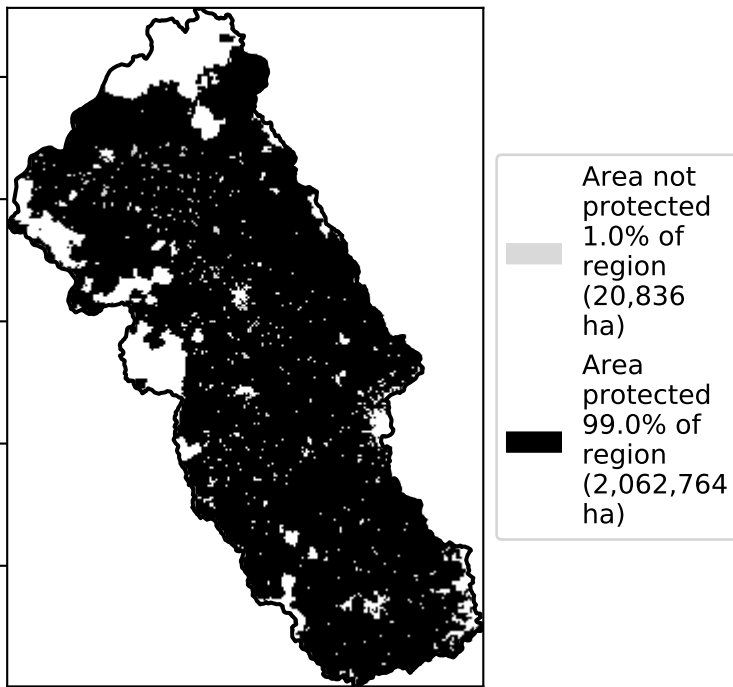 Area not
protected
1.0% of
region
(20,836
ha)
Area
protected
99.0% of
region
(2,062,764
ha)